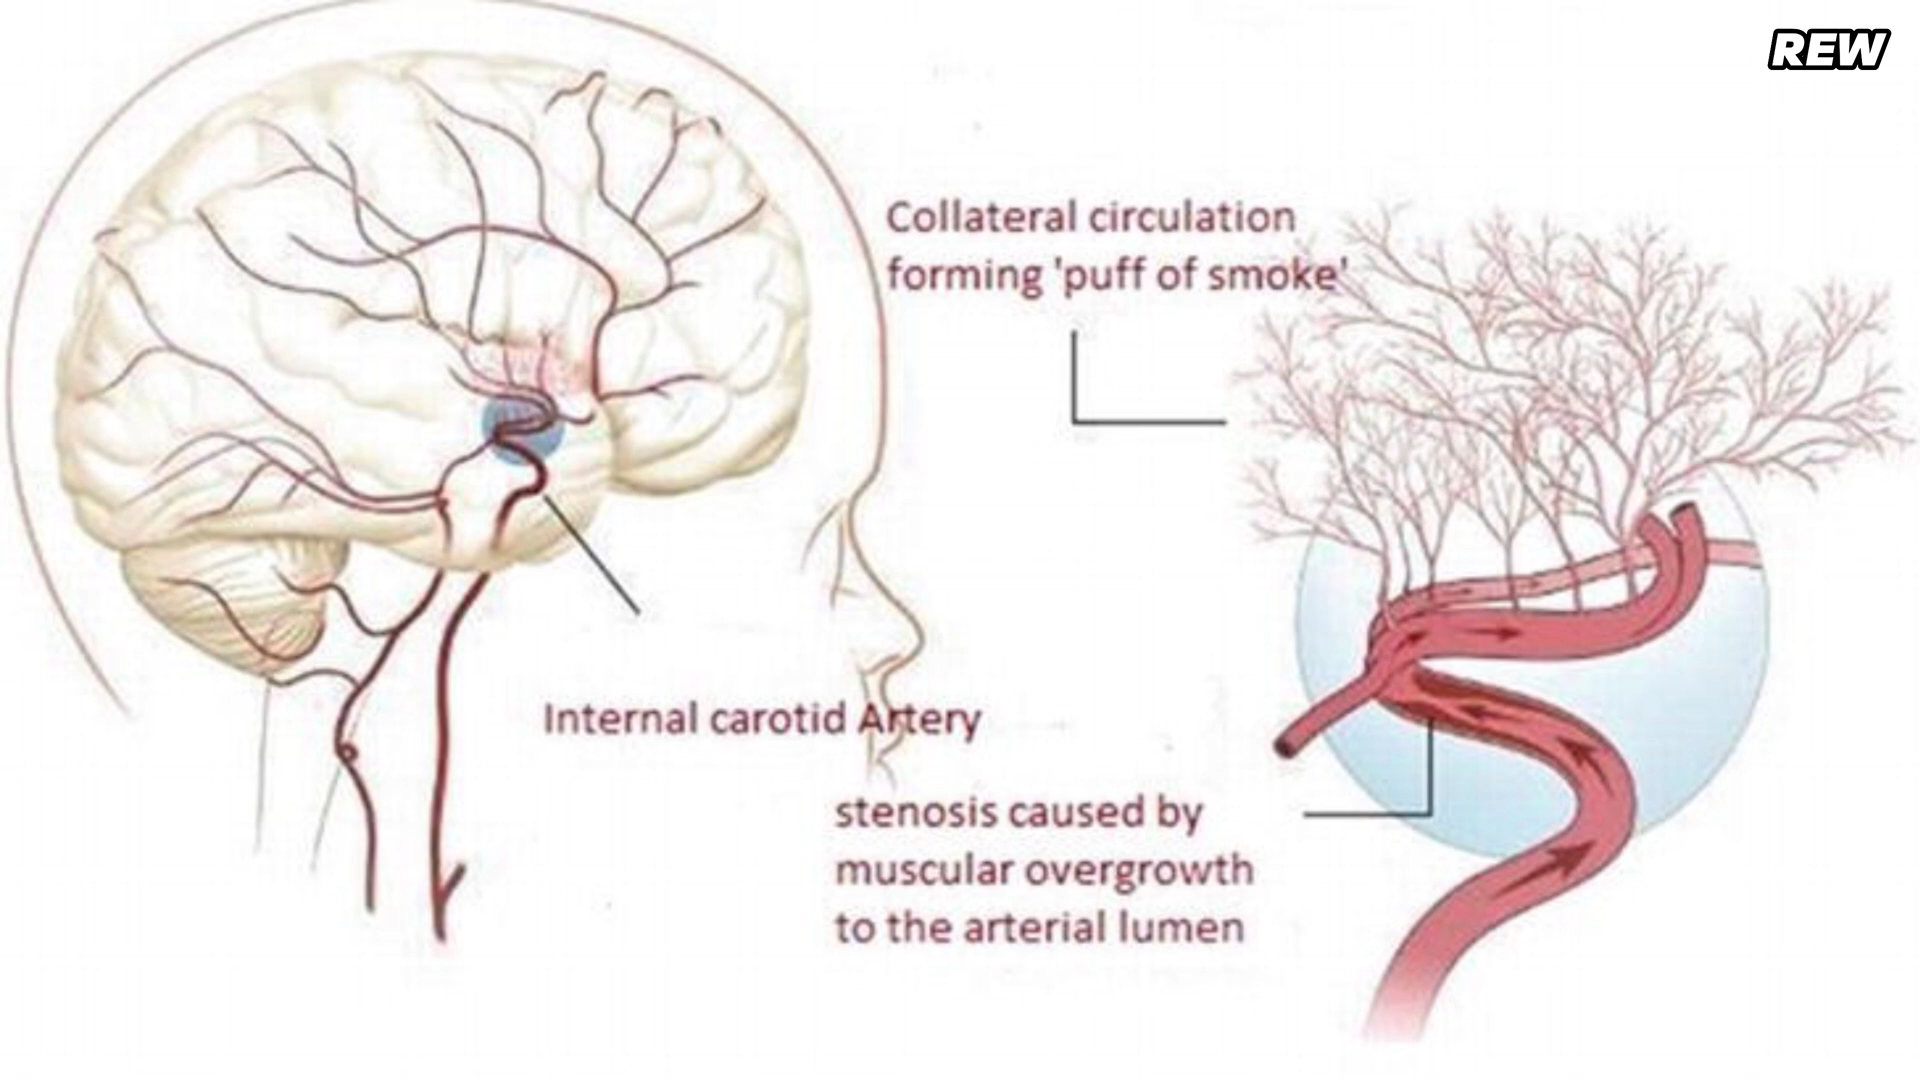 REW
Collateral circulation
forming 'puff of smoke'
Internal carotid Artery
stenosis caused by
muscular overgrowth
to the arterial lumen